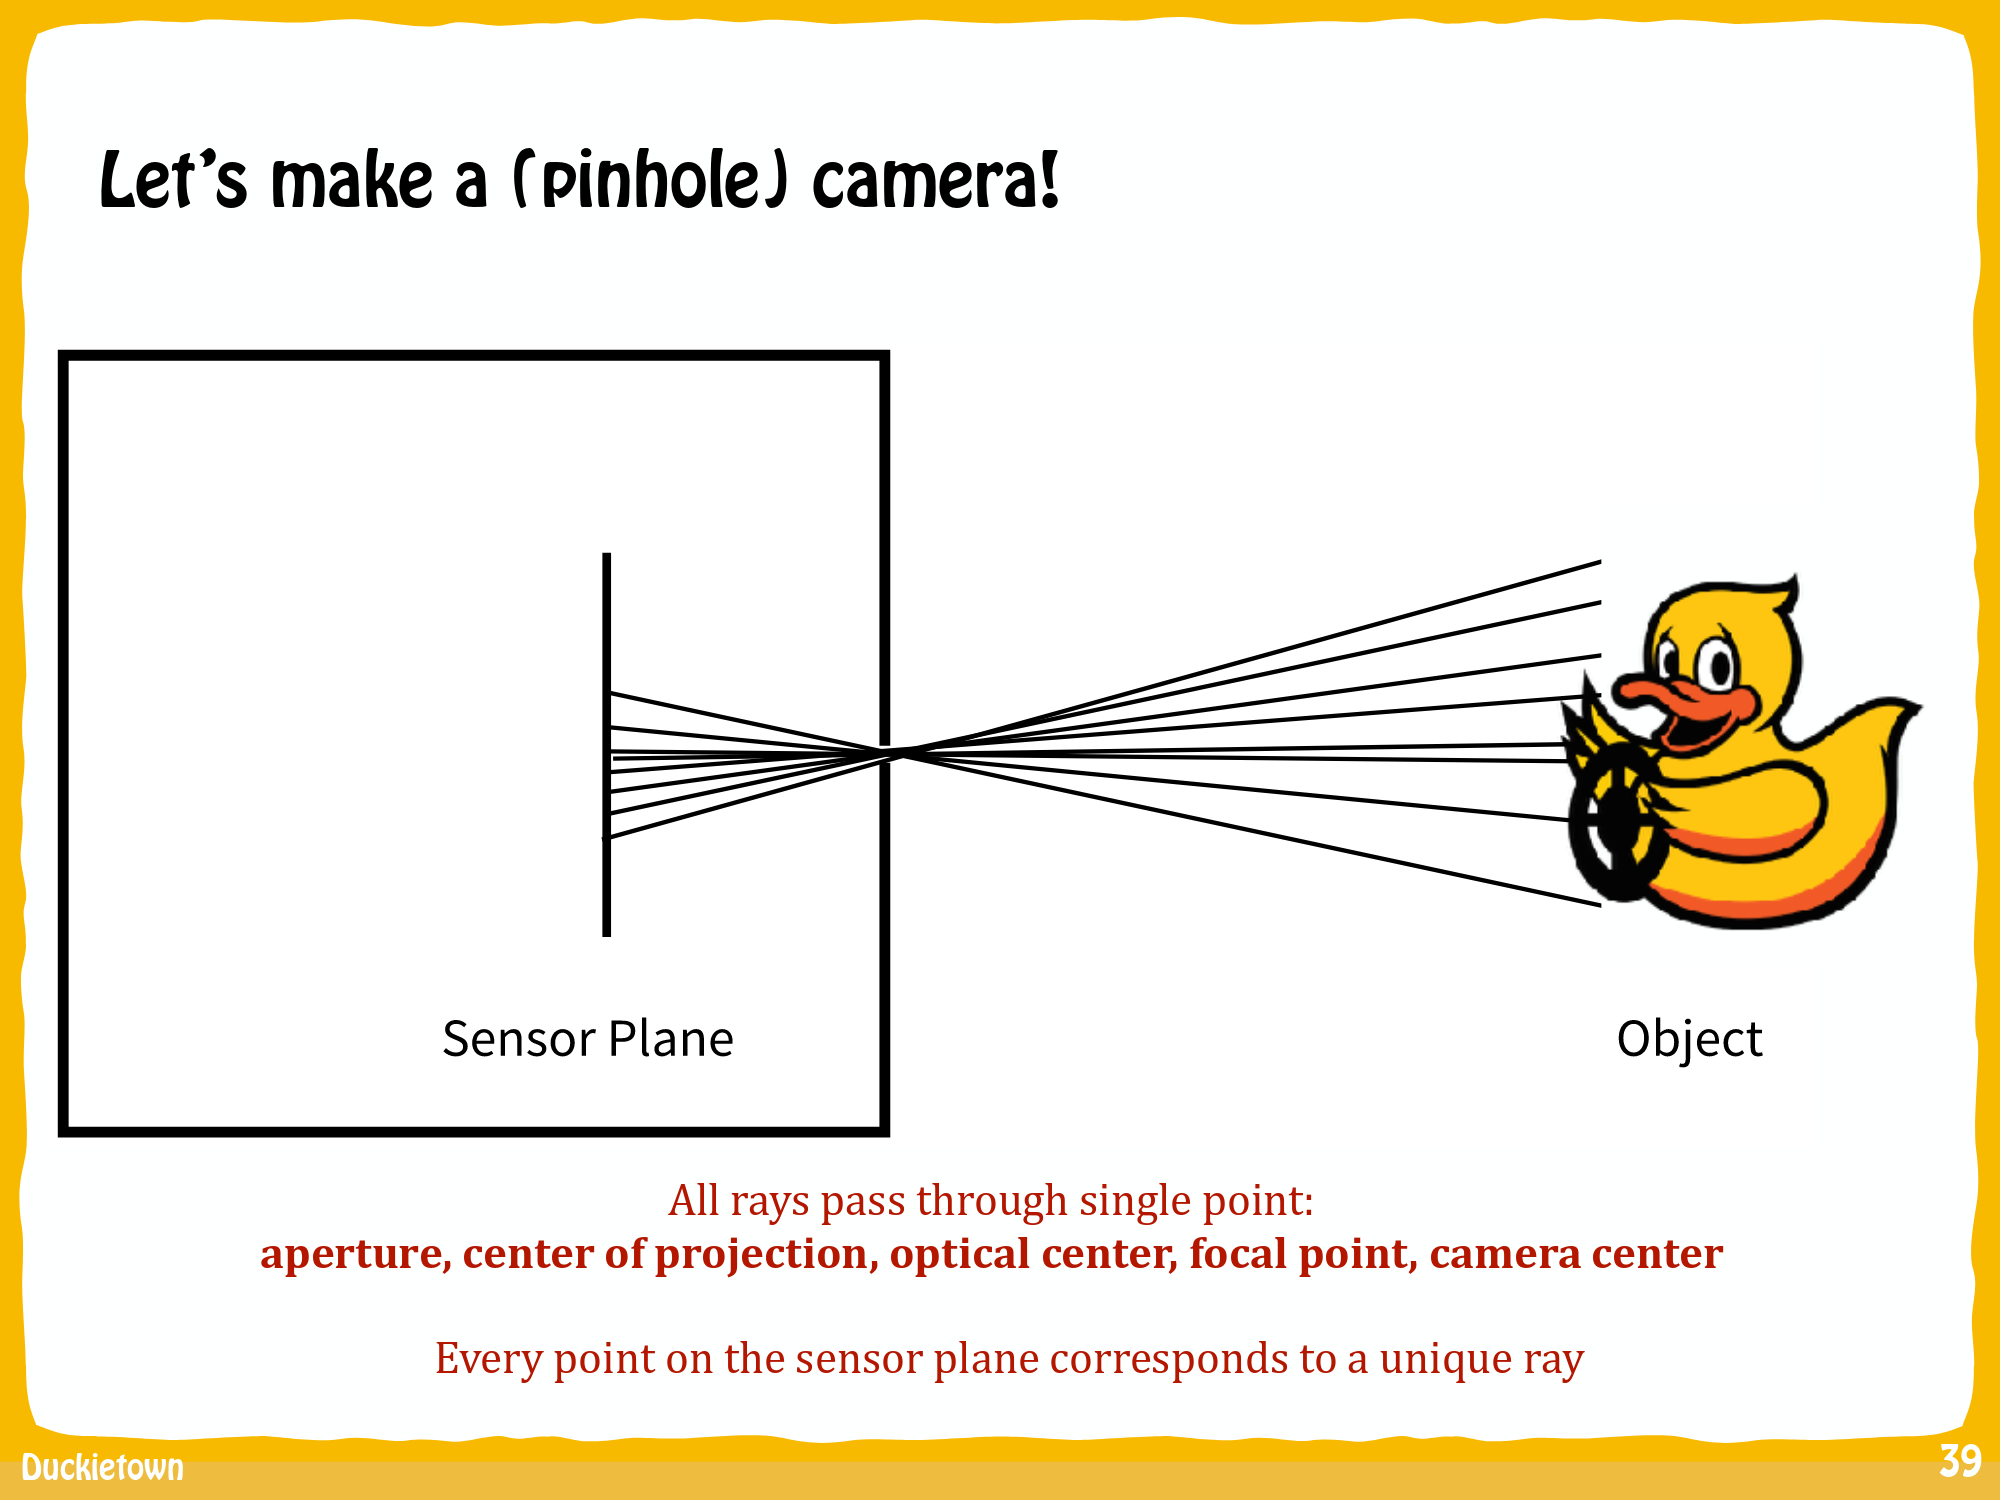 Let's make a (pinhole) camera!
Sensor Plane
Object
All rays pass through single point:
aperture, center of projection, optical center, focal point, camera center
Every point on the sensor plane corresponds to a unique ray
Duckietown
39